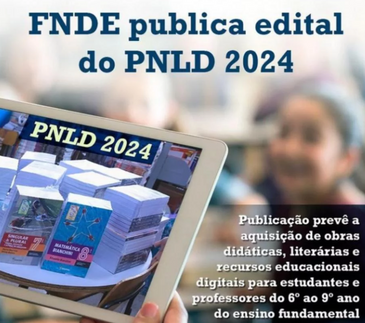 FNDE publica edital
do PNLD 2024
PNLD 2024
SINGULAR
& PLURAL
MATEMÁTICA
BIANCHINI
8
Publicação prevê a
aquisição de obras
didáticas, literárias e
recursos educacionais
digitais para estudantes e
professores do 6º ao 9º ano
do ensino fundamental